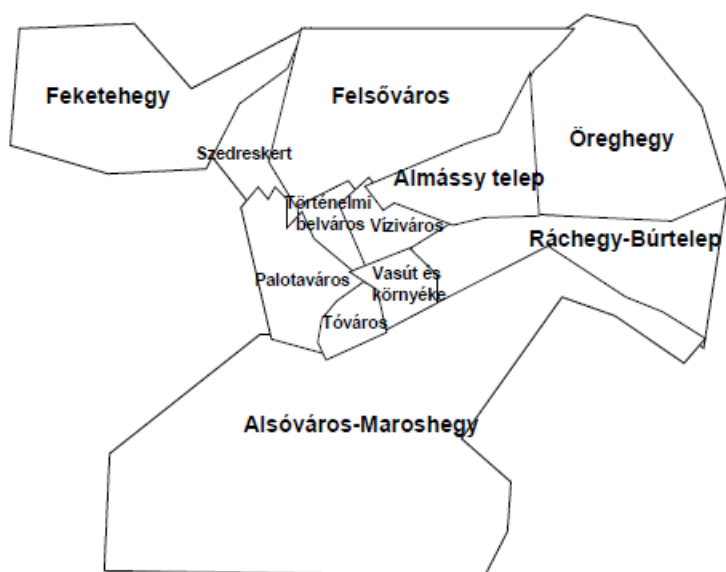 Feketehegy
Felsőváros
Öreghegy
Szedreskert
Almássy telep
Történelmi
belváros
Víziváros
Ráchegy-Búrtelep
Palotaváros
Vasút és
környéke
Tóváros
Alsóváros-Maroshegy